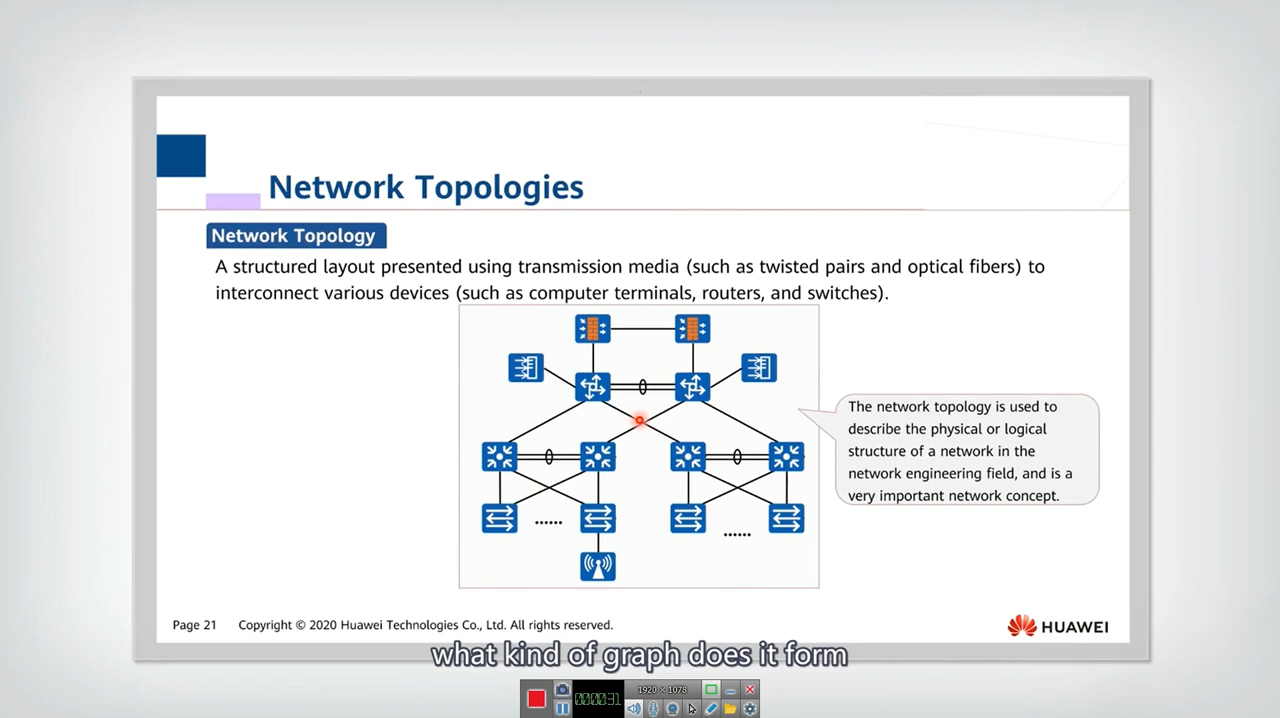 Network Topologies
Network Topology
A structured layout presented using transmission media (such as twisted pairs and optical fibers) to
interconnect various devices (such as computer terminals, routers, and switches).
The network topology is used to
describe the physical or logical
structure of a network in the
network engineering field, and is a
very important network concept.
......
......
Page 21 Copyright © 2020 Huawei Technologies Co., Ltd. All rights reserved.
HUAWEI
what kind of graph does it form
1920 x 1078
00:00:31